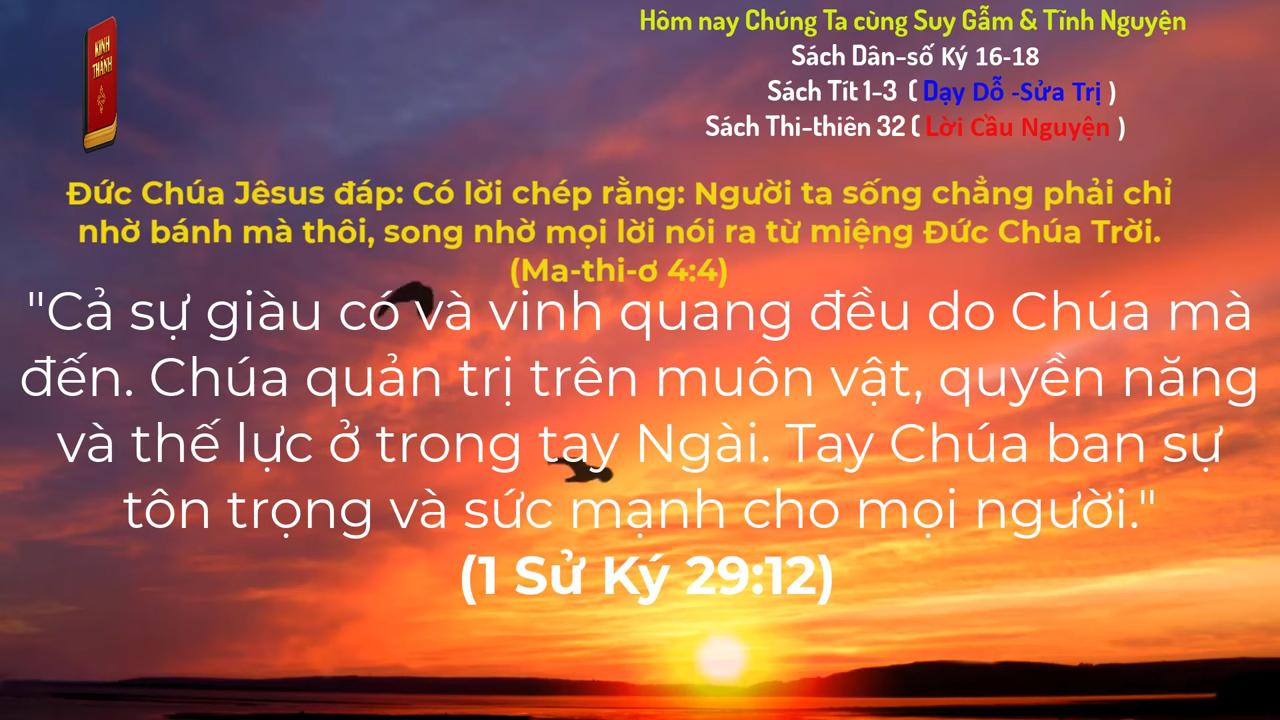 KINH
THÁNH
Hôm nay Chúng Ta cùng Suy Gẫm & Tĩnh Nguyện
Sách Dân-số Ký 16-18
Sách Tít 1-3 ( Dạy Dỗ -Sửa Trị )
Sách Thi-thiên 32 ( Lời Cầu Nguyện )
Đức Chúa Jêsus đáp: Có lời chép rằng: Người ta sống chẳng phải chỉ
nhờ bánh mà thôi, song nhờ mọi lời nói ra từ miệng Đức Chúa Trời.
(Ma-thi-ơ 4:4)
"Cả sự giàu có và vinh quang đều do Chúa mà
đến. Chúa quản trị trên muôn vật, quyền năng
và thế lực ở trong tay Ngài. Tay Chúa ban sự
tôn trọng và sức mạnh cho mọi người."
(1 Sử Ký 29:12)